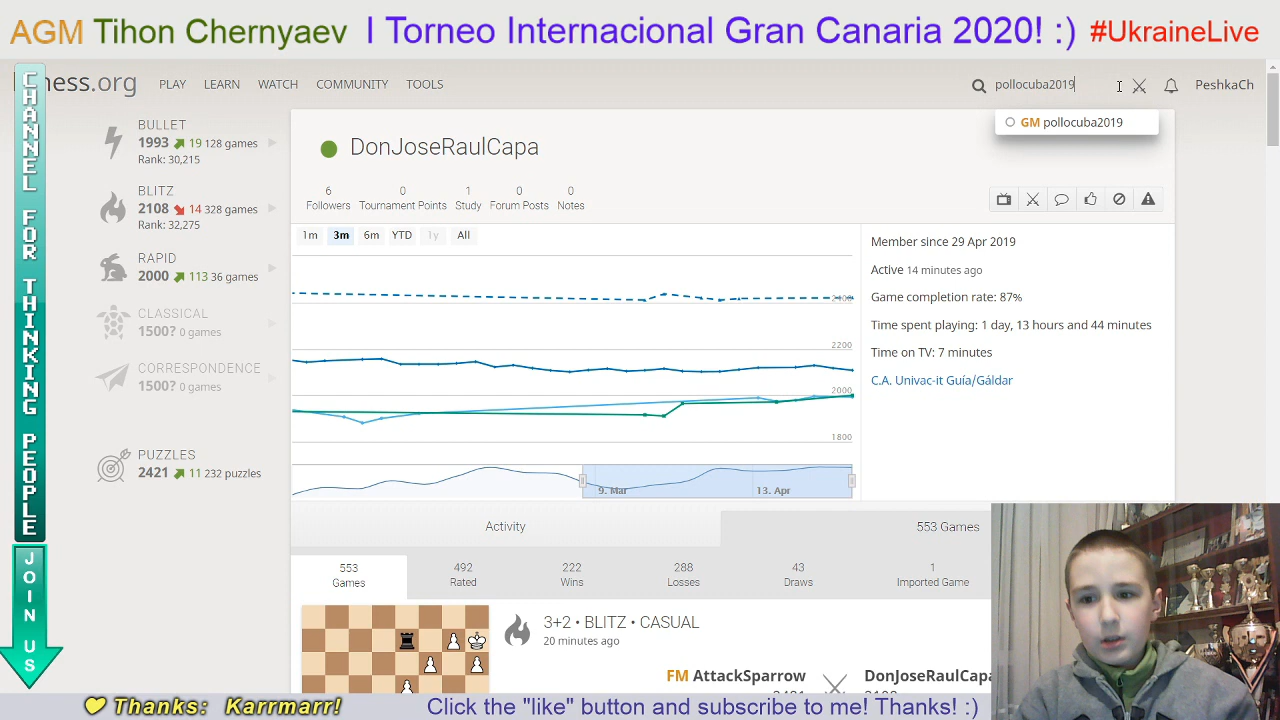 AGM Tihon Chernyaev I Torneo Internacional Gran Canaria 2020! :) #UkraineLive
CHANNEL FOR THINKING PEOPLE
JOIN US
hess.org PLAY LEARN WATCH COMMUNITY TOOLS pollocuba2019 PeshkaCh
GM pollocuba2019
BULLET
1993 19 128 games
Rank: 30,215
BLITZ
2108 14 328 games
Rank: 32,275
RAPID
2000 113 36 games
CLASSICAL
1500? 0 games
CORRESPONDENCE
1500? 0 games
PUZZLES
2421 11 232 puzzles
DonJoseRaulCapa
6 0 1 0 0
Followers Tournament Points Study Forum Posts Notes
1m 3m 6m YTD 1y All
2400
2200
2000
1800
9. Mar 13. Apr
Member since 29 Apr 2019
Active 14 minutes ago
Game completion rate: 87%
Time spent playing: 1 day, 13 hours and 44 minutes
Time on TV: 7 minutes
C.A. Univac-it Guía/Gáldar
Activity 553 Games
553 492 222 288 43 1
Games Rated Wins Losses Draws Imported Game
3+2 • BLITZ • CASUAL
20 minutes ago
FM AttackSparrow DonJoseRaulCapa
Thanks: Karrmarr! Click the "like" button and subscribe to me! Thanks! :)